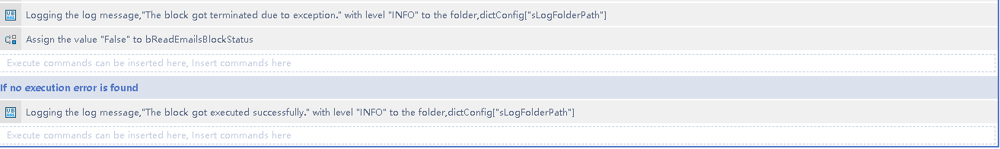 Logging the log message,"The block got terminated due to exception." with level "INFO" to the folder,dictConfig["sLogFolderPath"]
Assign the value "False" to bReadEmailsBlockStatus
Execute commands can be inserted here, Insert commands here
If no execution error is found
Logging the log message,"The block got executed successfully." with level "INFO" to the folder,dictConfig["sLogFolderPath"]
Execute commands can be inserted here, Insert commands here